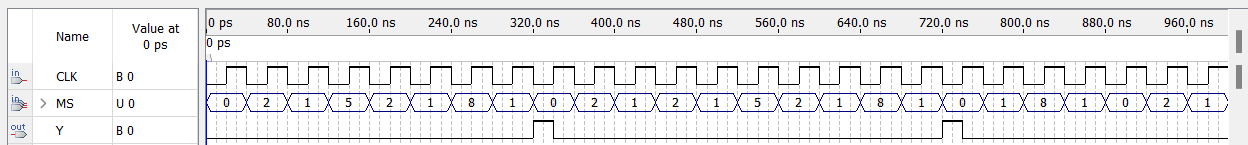 Name Value at 0 ps 0 ps 80.0 ns 160.0 ns 240.0 ns 320.0 ns 400.0 ns 480.0 ns 560.0 ns 640.0 ns 720.0 ns 800.0 ns 880.0 ns 960.0 ns
0 ps
in CLK B 0
in MS U 0 0 2 1 5 2 1 8 1 0 2 1 2 1 5 2 1 8 1 0 1 8 1 0 2 1
out Y B 0